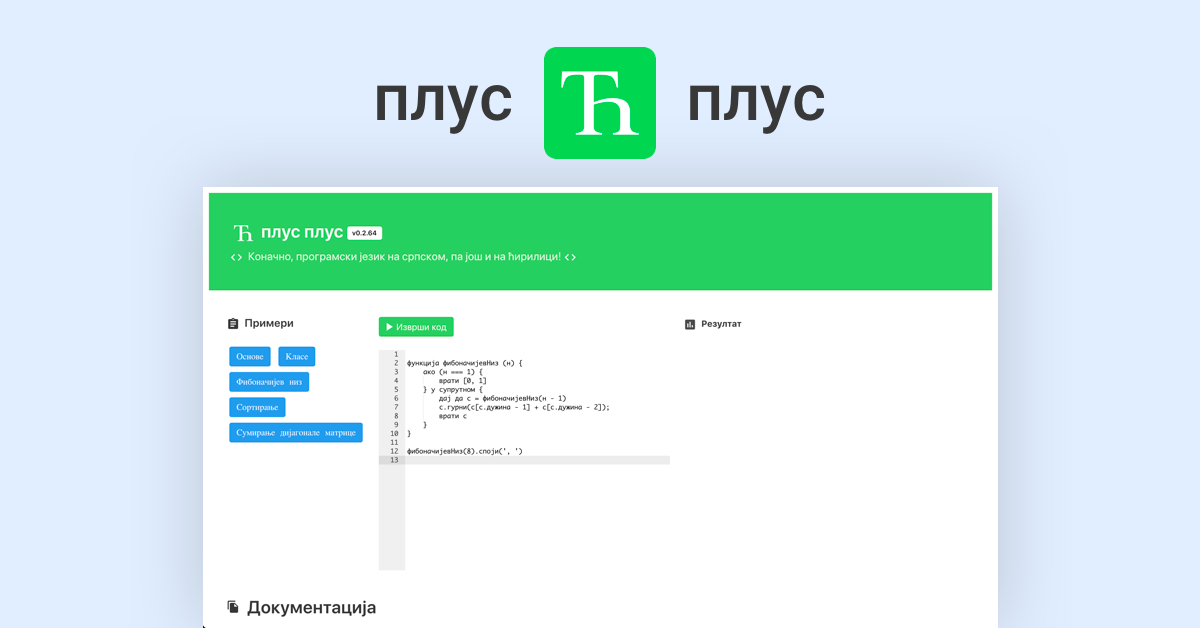 плус Ћ плус
Ћ плус плус v0.2.64
<> Коначно, програмски језик на српском, па још и на ћирилици! <>
Примери
Основе Класе
Фибоначијев низ
Сортирање
Сумирање дијагонале матрице
Изврши код
1
2 функција фибоначијевНиз (н) {
3 ако (н === 1) {
4 врати [0, 1]
5 } у супрутном {
6 дај да с = фибоначијевНиз(н - 1)
7 с.гурни(с[с.дужина - 1] + с[с.дужина - 2]);
8 врати с
9 }
10 }
11
12 фибоначијевНиз(8).споји(', ')
13
Резултат
Документација